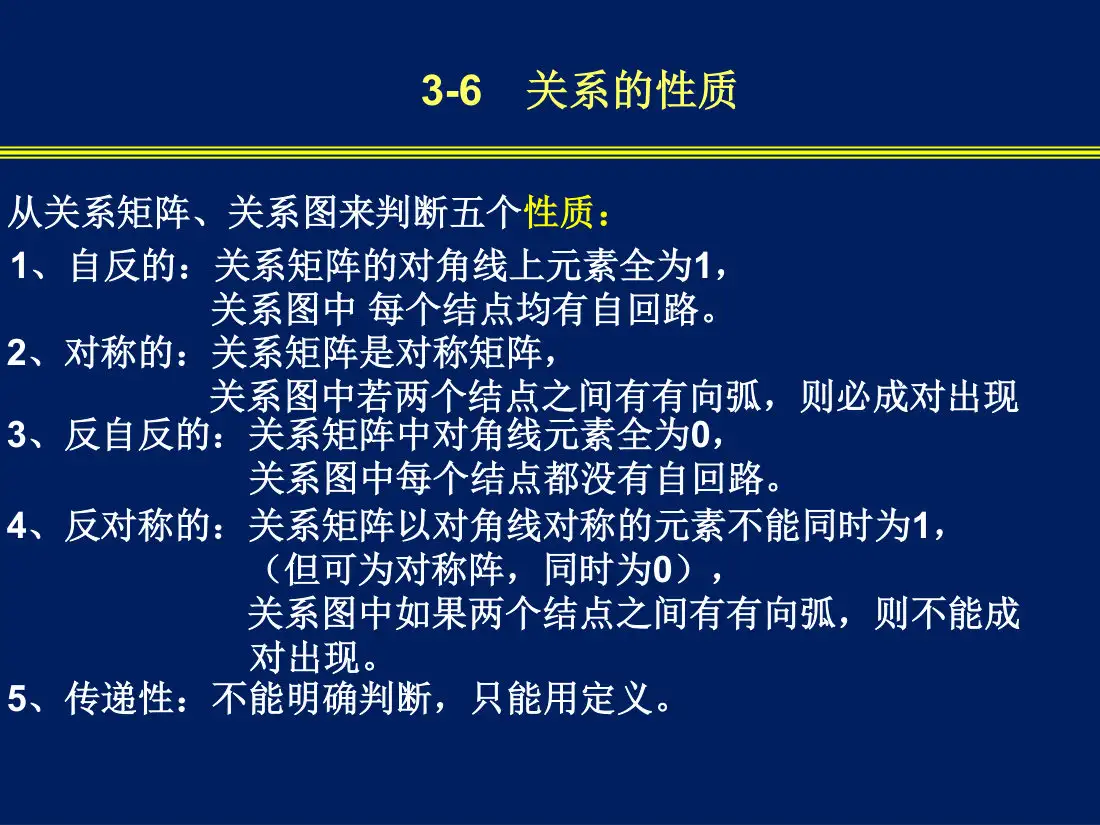 3-6 关系的性质
从关系矩阵、关系图来判断五个性质：
1、自反的：关系矩阵的对角线上元素全为1，
关系图中 每个结点均有自回路。
2、对称的：关系矩阵是对称矩阵，
关系图中若两个结点之间有有向弧，则必成对出现
3、反自反的：关系矩阵中对角线元素全为0，
关系图中每个结点都没有自回路。
4、反对称的：关系矩阵以对角线对称的元素不能同时为1，
（但可为对称阵，同时为0），
关系图中如果两个结点之间有有向弧，则不能成
对出现。
5、传递性：不能明确判断，只能用定义。